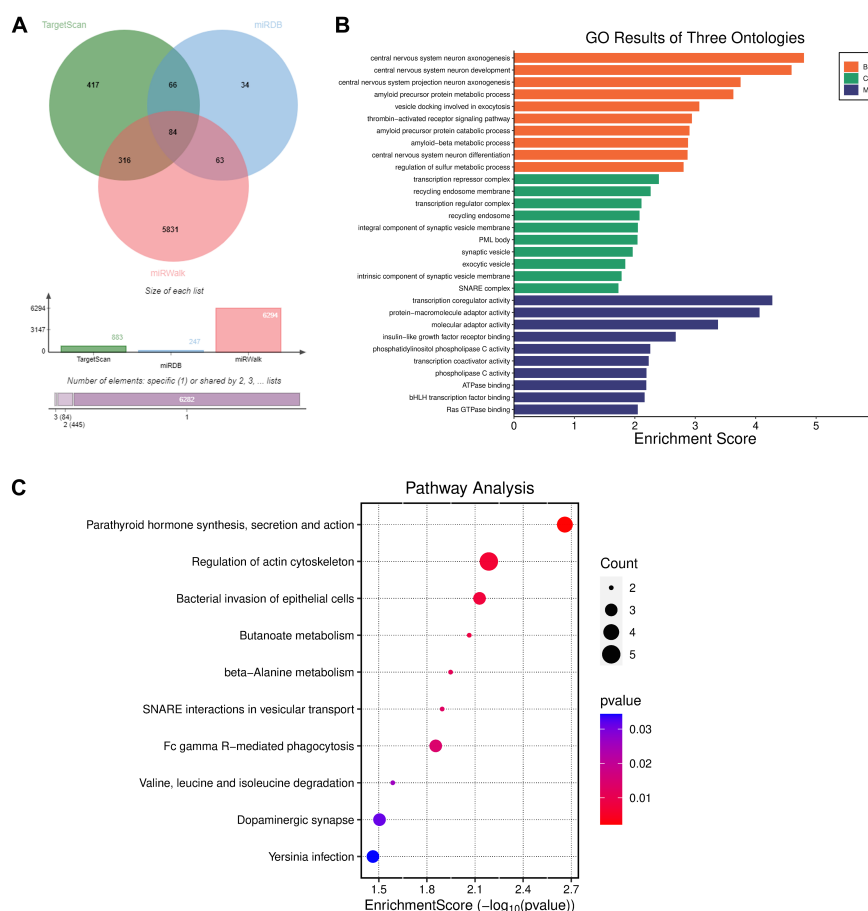 A
TargetScan
miRDB
417
66
34
84
316
63
5831
miRWalk
Size of each list
6294
3147
0
883
247
6294
TargetScan
miRDB
miRWalk
Number of elements: specific (1) or shared by 2, 3, ... lists
6282
3 (84)
2 (445)
1
B
GO Results of Three Ontologies
central nervous system neuron axonogenesis
central nervous system neuron development
central nervous system projection neuron axonogenesis
amyloid precursor protein metabolic process
vesicle docking involved in exocytosis
thrombin−activated receptor signaling pathway
amyloid precursor protein catabolic process
amyloid−beta metabolic process
central nervous system neuron differentiation
regulation of sulfur metabolic process
transcription repressor complex
recycling endosome membrane
transcription regulator complex
recycling endosome
integral component of synaptic vesicle membrane
PML body
synaptic vesicle
exocytic vesicle
intrinsic component of synaptic vesicle membrane
SNARE complex
transcription coregulator activity
protein−macromolecule adaptor activity
molecular adaptor activity
insulin−like growth factor receptor binding
phosphatidylinositol phospholipase C activity
transcription coactivator activity
phospholipase C activity
ATPase binding
bHLH transcription factor binding
Ras GTPase binding
0 1 2 3 4 5
Enrichment Score
B
C
M
C
Pathway Analysis
Parathyroid hormone synthesis, secretion and action
Regulation of actin cytoskeleton
Bacterial invasion of epithelial cells
Butanoate metabolism
beta−Alanine metabolism
SNARE interactions in vesicular transport
Fc gamma R−mediated phagocytosis
Valine, leucine and isoleucine degradation
Dopaminergic synapse
Yersinia infection
1.5 1.8 2.1 2.4 2.7
EnrichmentScore (−log10(pvalue))
Count
2
3
4
5
pvalue
0.03
0.02
0.01